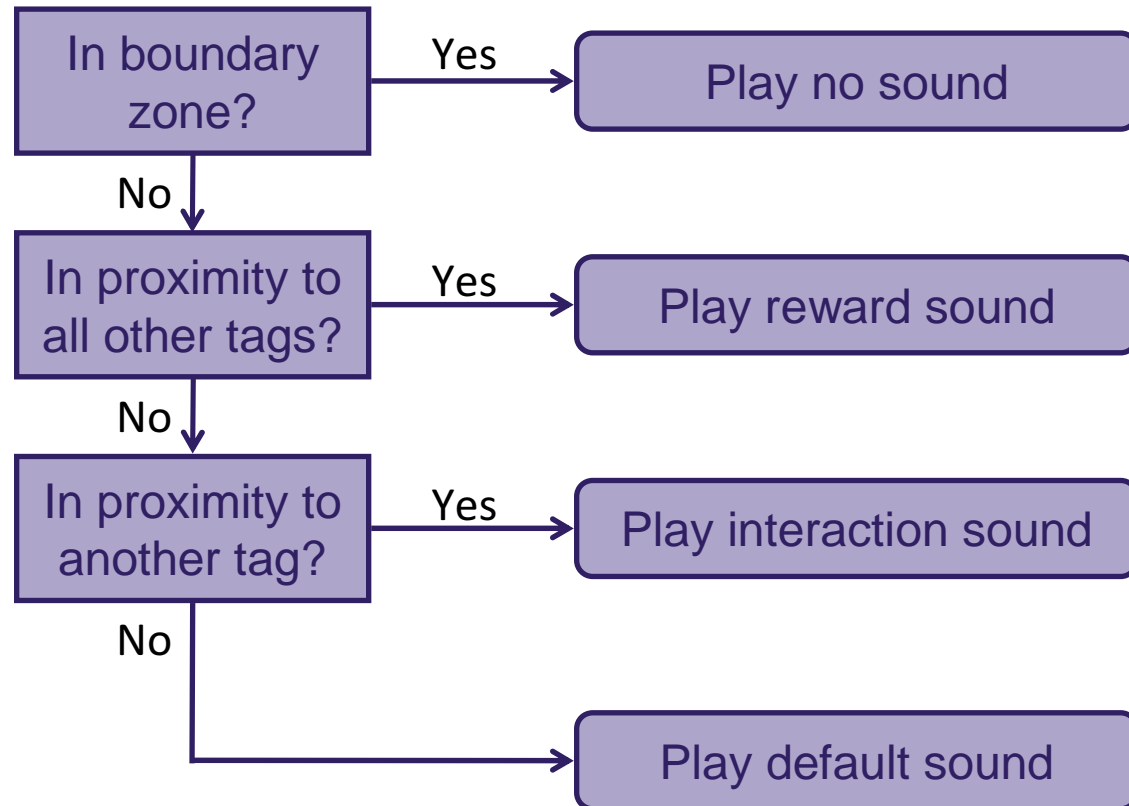 In boundary
zone?
Yes
Play no sound
No
In proximity to
all other tags?
Yes
Play reward sound
No
In proximity to
another tag?
Yes
Play interaction sound
No
Play default sound